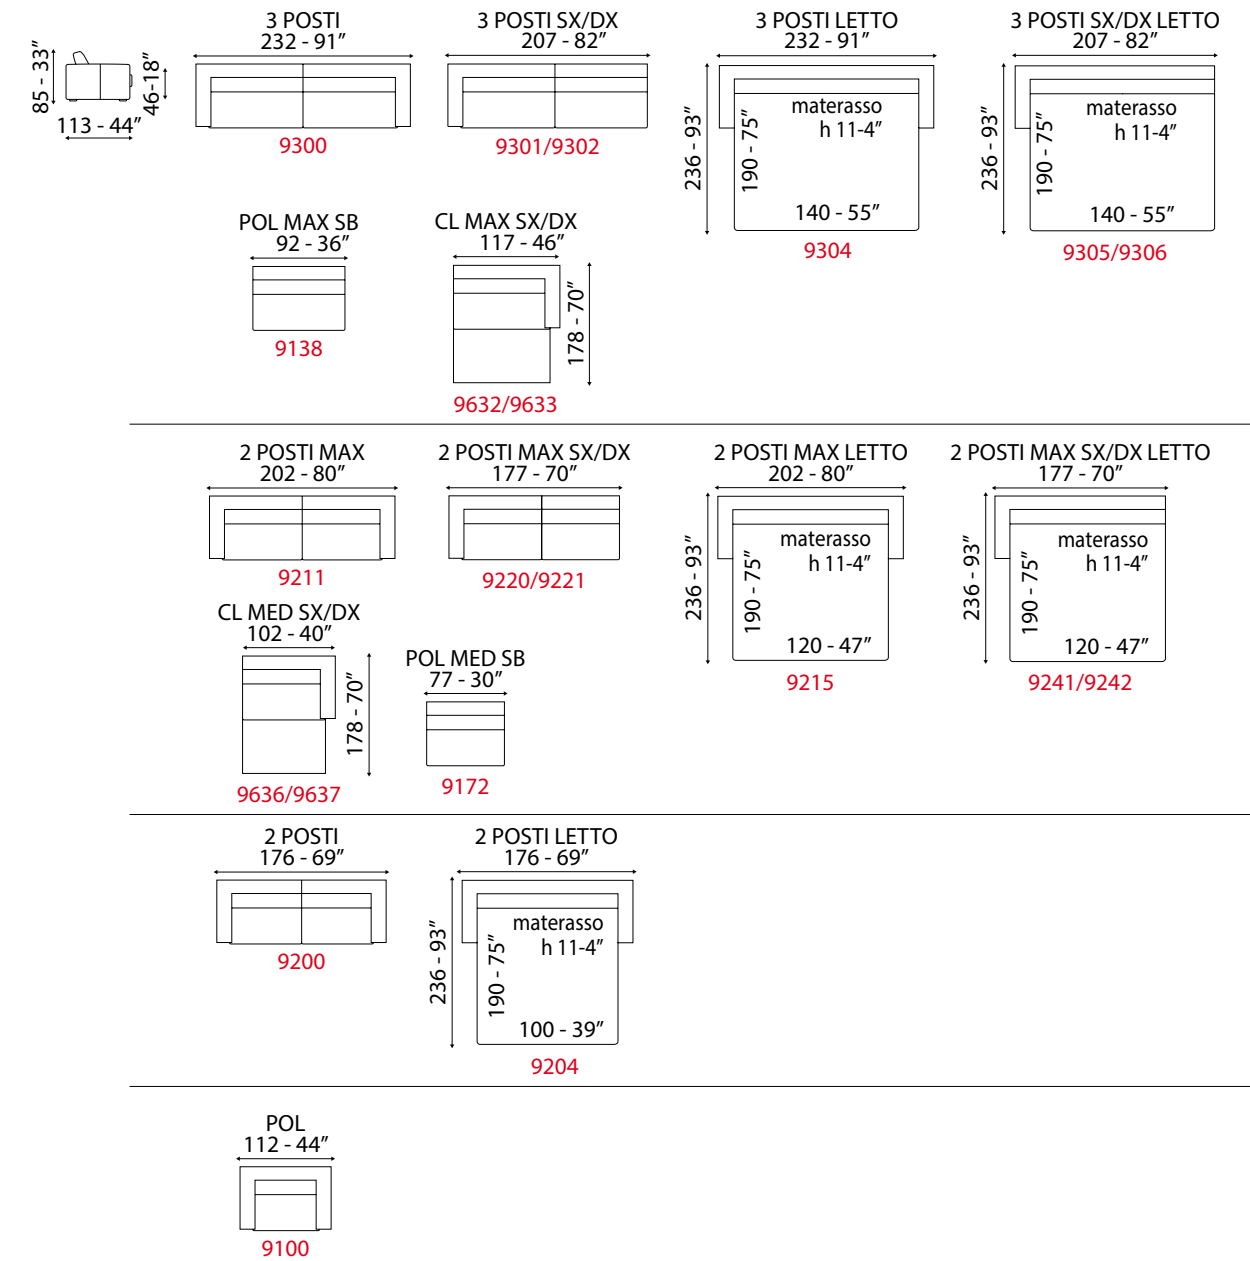 85 - 33”
46-18”
113 - 44”
3 POSTI
232 - 91”
9300
3 POSTI SX/DX
207 - 82”
9301/9302
3 POSTI LETTO
232 - 91”
236 - 93”
190 - 75”
materasso
h 11-4”
140 - 55”
9304
3 POSTI SX/DX LETTO
207 - 82”
236 - 93”
190 - 75”
materasso
h 11-4”
140 - 55”
9305/9306
POL MAX SB
92 - 36”
9138
CL MAX SX/DX
117 - 46”
178 - 70”
9632/9633
2 POSTI MAX
202 - 80”
9211
2 POSTI MAX SX/DX
177 - 70”
9220/9221
2 POSTI MAX LETTO
202 - 80”
236 - 93”
190 - 75”
materasso
h 11-4”
120 - 47”
9215
2 POSTI MAX SX/DX LETTO
177 - 70”
236 - 93”
190 - 75”
materasso
h 11-4”
120 - 47”
9241/9242
CL MED SX/DX
102 - 40”
178 - 70”
9636/9637
POL MED SB
77 - 30”
9172
2 POSTI
176 - 69”
9200
2 POSTI LETTO
176 - 69”
236 - 93”
190 - 75”
materasso
h 11-4”
100 - 39”
9204
POL
112 - 44”
9100